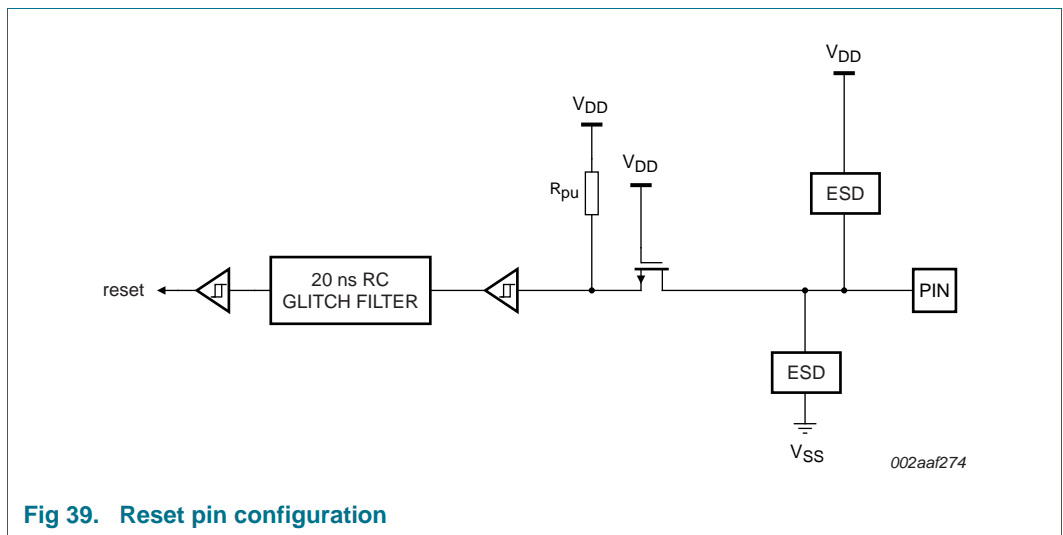 VDD
VDD
VDD
Rpu
ESD
reset
20 ns RC
GLITCH FILTER
PIN
ESD
VSS
002aaf274
Fig 39. Reset pin configuration